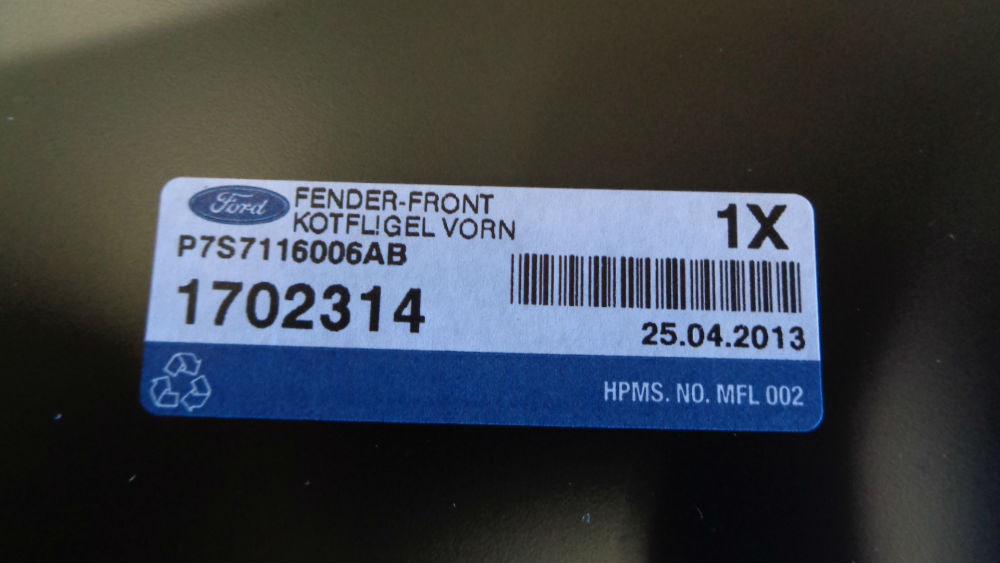 Ford
FENDER-FRONT
KOTFL!GEL VORN
P7S7116006AB
1702314
1X
25.04.2013
HPMS. NO. MFL 002